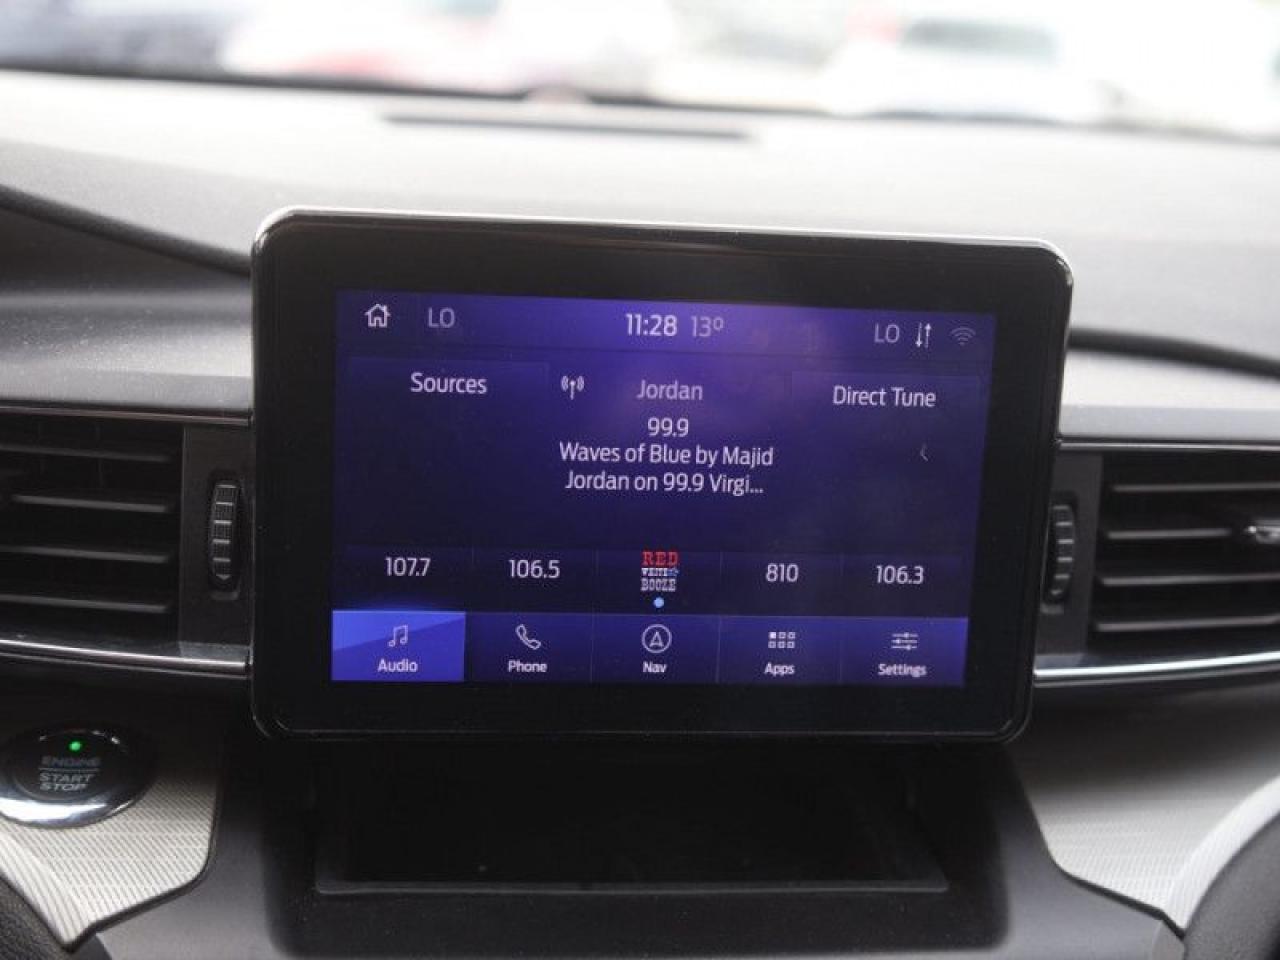 LO 11:28 13° LO
Sources Jordan Direct Tune
99.9
Waves of Blue by Majid
Jordan on 99.9 Virgi...
107.7 106.5 RED WHITE BOOZE 810 106.3
Audio Phone Nav Apps Settings
ENGINE
START
STOP